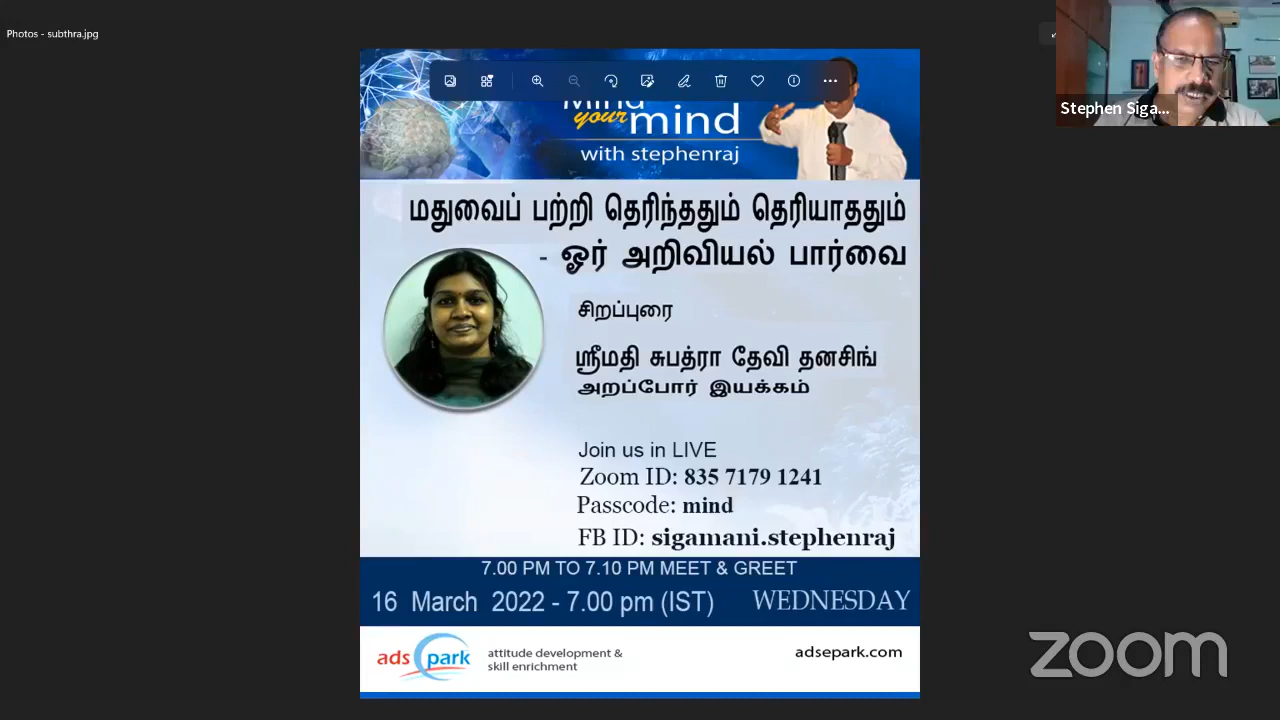 Photos - subthra.jpg
Stephen Siga...
Mind
your mind
with stephenraj
மதுவைப் பற்றி தெரிந்ததும் தெரியாததும்
- ஓர் அறிவியல் பார்வை
சிறப்புரை
ஸ்ரீமதி சுபத்ரா தேவி தனசிங்
அறப்போர் இயக்கம்
Join us in LIVE
Zoom ID: 835 7179 1241
Passcode: mind
FB ID: sigamani.stephenraj
7.00 PM TO 7.10 PM MEET & GREET
16 March 2022 - 7.00 pm (IST) WEDNESDAY
ads park
attitude development &
skill enrichment
adsepark.com
zoom